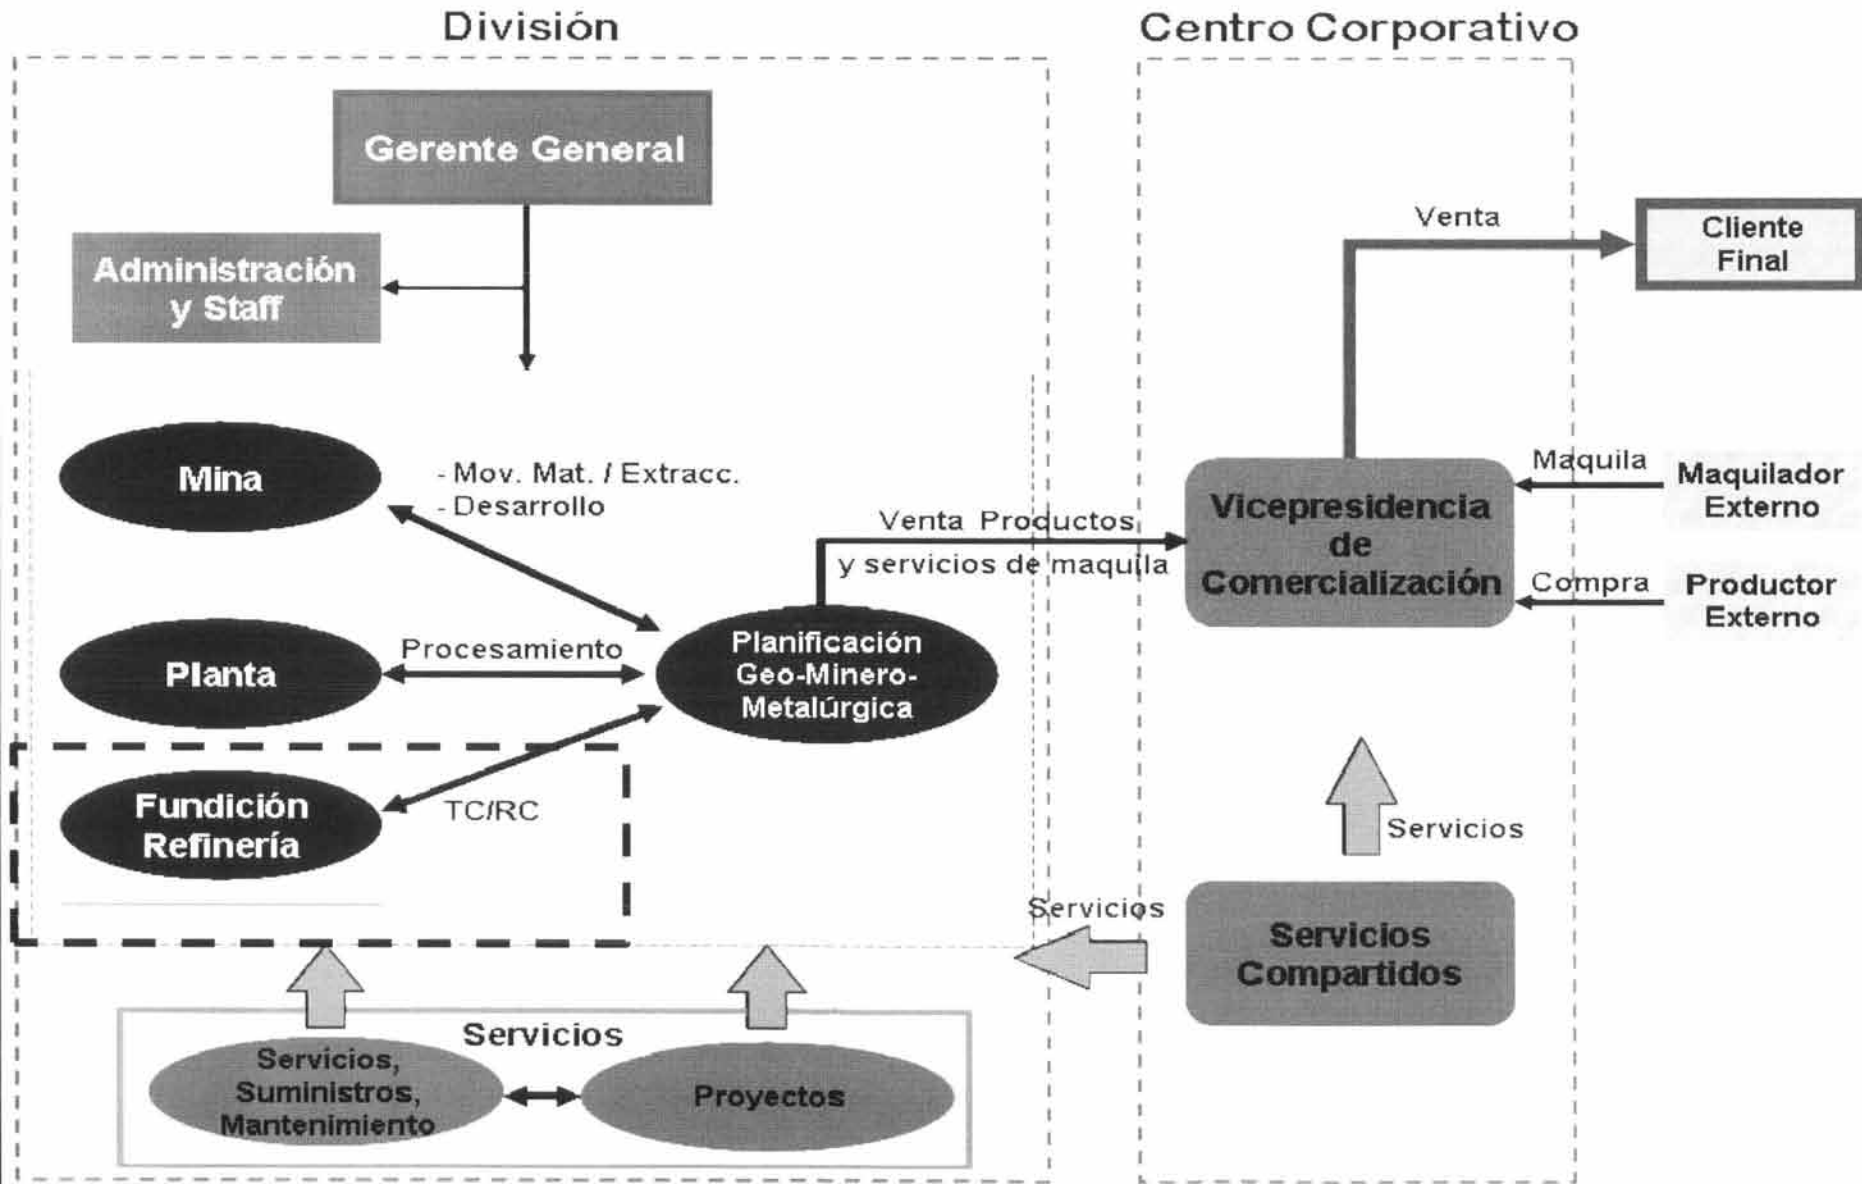 División
Centro Corporativo
Gerente General
Administración
y Staff
Venta
Cliente
Final
Mina
- Mov. Mat. / Extracc.
- Desarrollo
Venta Productos
y servicios de maquila
Vicepresidencia
de
Comercialización
Maquila
Maquilador
Externo
Compra
Productor
Externo
Planta
Procesamiento
Planificación
Geo-Minero-
Metalúrgica
Fundición
Refinería
TC/RC
Servicios
Servicios
Servicios
Compartidos
Servicios
Servicios,
Suministros,
Mantenimiento
Proyectos